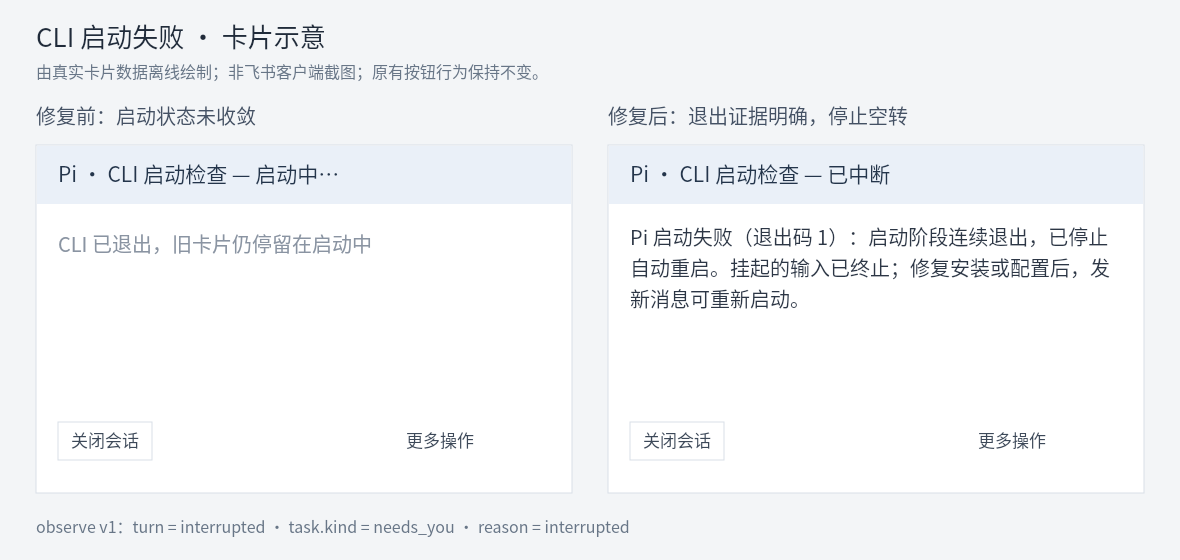 CLI 启动失败 · 卡片示意
由真实卡片数据离线绘制；非飞书客户端截图；原有按钮行为保持不变。
修复前：启动状态未收敛
Pi · CLI 启动检查 — 启动中…
CLI 已退出，旧卡片仍停留在启动中
关闭会话
更多操作
修复后：退出证据明确，停止空转
Pi · CLI 启动检查 — 已中断
Pi 启动失败（退出码 1）：启动阶段连续退出，已停止
自动重启。挂起的输入已终止；修复安装或配置后，发
新消息可重新启动。
关闭会话
更多操作
observe v1：turn = interrupted · task.kind = needs_you · reason = interrupted